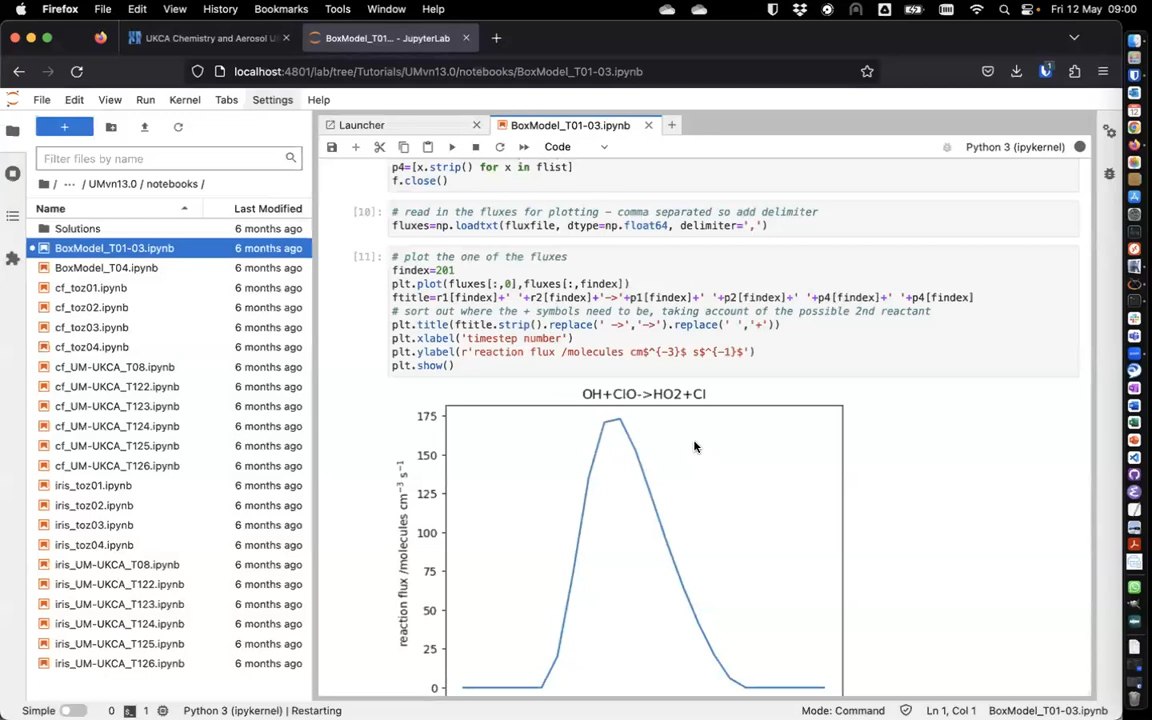 Firefox File Edit View History Bookmarks Tools Window Help Fri 12 May 09:00
UKCA Chemistry and Aerosol U
BoxModel_T01... - JupyterLab
localhost:4801/lab/tree/Tutorials/UMvn13.0/notebooks/BoxModel_T01-03.ipynb
File Edit View Run Kernel Tabs Settings Help
Launcher
BoxModel_T01-03.ipynb
Code
Python 3 (ipykernel)
Filter files by name
/ ··· / UMvn13.0 / notebooks /
Name Last Modified
Solutions 6 months ago
BoxModel_T01-03.ipynb 6 months ago
BoxModel_T04.ipynb 6 months ago
cf_toz01.ipynb 6 months ago
cf_toz02.ipynb 6 months ago
cf_toz03.ipynb 6 months ago
cf_toz04.ipynb 6 months ago
cf_UM-UKCA_T08.ipynb 6 months ago
cf_UM-UKCA_T122.ipynb 6 months ago
cf_UM-UKCA_T123.ipynb 6 months ago
cf_UM-UKCA_T124.ipynb 6 months ago
cf_UM-UKCA_T125.ipynb 6 months ago
cf_UM-UKCA_T126.ipynb 6 months ago
iris_toz01.ipynb 6 months ago
iris_toz02.ipynb 6 months ago
iris_toz03.ipynb 6 months ago
iris_toz04.ipynb 6 months ago
iris_UM-UKCA_T08.ipynb 6 months ago
iris_UM-UKCA_T122.ipynb 6 months ago
iris_UM-UKCA_T123.ipynb 6 months ago
iris_UM-UKCA_T124.ipynb 6 months ago
iris_UM-UKCA_T125.ipynb 6 months ago
iris_UM-UKCA_T126.ipynb 6 months ago
p4=[x.strip() for x in flist]
f.close()
[10]: # read in the fluxes for plotting - comma separated so add delimiter
fluxes=np.loadtxt(fluxfile, dtype=np.float64, delimiter=',')
[11]: # plot the one of the fluxes
findex=201
plt.plot(fluxes[:,0],fluxes[:,findex])
ftitle=r1[findex]+' '+r2[findex]+'->'+p1[findex]+' '+p2[findex]+' '+p4[findex]+' '+p4[findex]
# sort out where the + symbols need to be, taking account of the possible 2nd reactant
plt.title(ftitle.strip().replace(' ->','->').replace(' ','+'))
plt.xlabel('timestep number')
plt.ylabel(r'reaction flux /molecules cm$^{-3}$ s$^{-1}$')
plt.show()
OH+ClO->HO2+Cl
reaction flux /molecules cm⁻³ s⁻¹
175
150
125
100
75
50
25
0
Simple 0 1 Python 3 (ipykernel) | Restarting Mode: Command Ln 1, Col 1 BoxModel_T01-03.ipynb